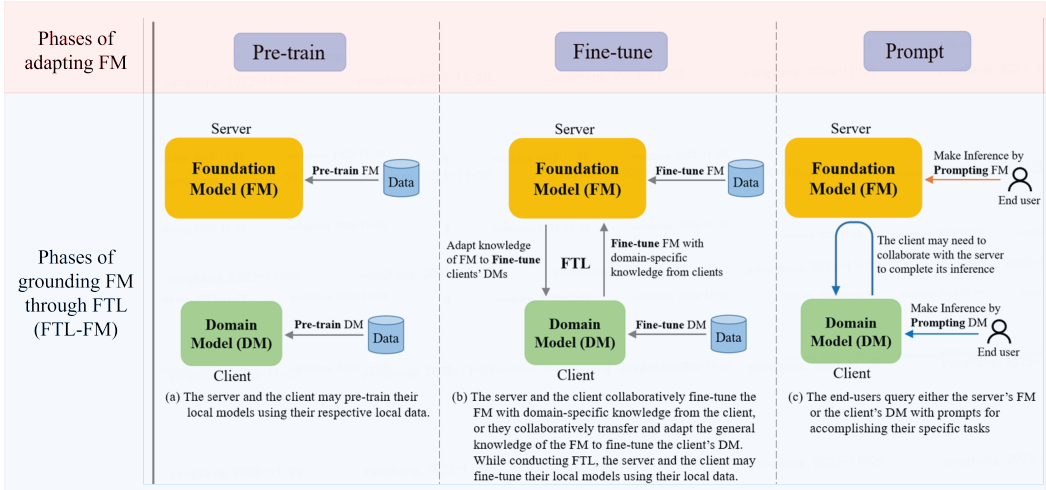 Phases of
adapting FM
Pre-train
Fine-tune
Prompt
Phases of
grounding FM
through FTL
(FTL-FM)
Server
Foundation
Model (FM)
Pre-train FM
Data
Domain
Model (DM)
Pre-train DM
Data
Client
(a) The server and the client may pre-train their
local models using their respective local data.
Server
Foundation
Model (FM)
Fine-tune FM
Data
Adapt knowledge
of FM to Fine-tune
clients' DMs
FTL
Fine-tune FM with
domain-specific
knowledge from clients
Domain
Model (DM)
Fine-tune DM
Data
Client
(b) The server and the client collaboratively fine-tune the
FM with domain-specific knowledge from the client,
or they collaboratively transfer and adapt the general
knowledge of the FM to fine-tune the client's DM.
While conducting FTL, the server and the client may
fine-tune their local models using their local data.
Server
Foundation
Model (FM)
Make Inference by
Prompting FM
End user
The client may need to
collaborate with the server
to complete its inference
Domain
Model (DM)
Make Inference by
Prompting DM
End user
Client
(c) The end-users query either the server's FM
or the client's DM with prompts for
accomplishing their specific tasks